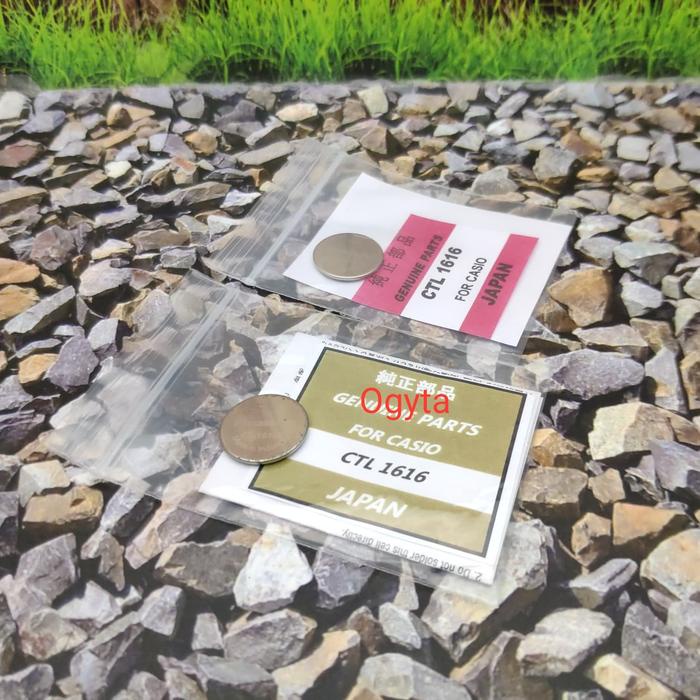 純正部品
GENUINE PARTS
CTL 1616
FOR CASIO
JAPAN
純正部品
GENUINE PARTS
FOR CASIO
CTL 1616
JAPAN
2. Do not solder this cell directly.
Ogyta